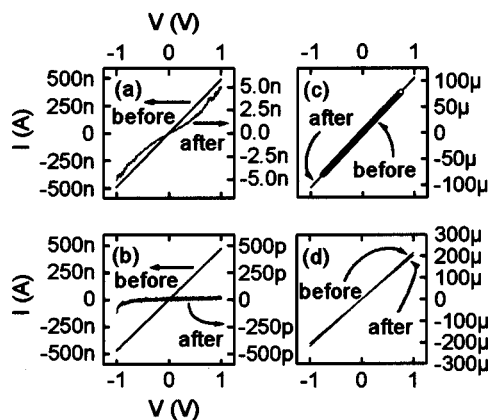 V (V)
-1 0 1 -1 0 1
I (A)
500n
250n
0
-250n
-500n
(a)
before
after
5.0n
2.5n
0.0
-2.5n
-5.0n
(c)
after
before
100µ
50µ
0
-50µ
-100µ
I (A)
500n
250n
0
-250n
-500n
(b)
before
after
500p
250p
0
-250p
500p
(d)
before
after
300µ
200µ
100µ
0
-100µ
-200µ
-300µ
-1 0 1 -1 0 1
V (V)